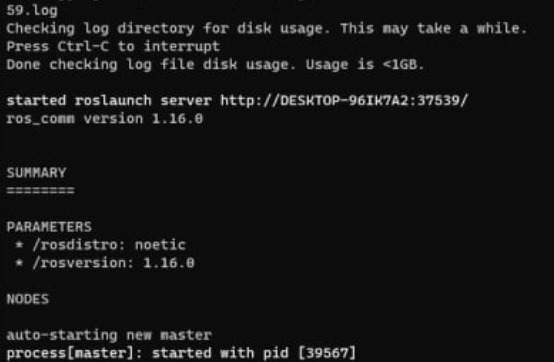 59.log
Checking log directory for disk usage. This may take a while.
Press Ctrl-C to interrupt
Done checking log file disk usage. Usage is <1GB.
started roslaunch server http://DESKTOP-96IK7A2:37539/
ros_comm version 1.16.0
SUMMARY
========
PARAMETERS
* /rosdistro: noetic
* /rosversion: 1.16.0
NODES
auto-starting new master
process[master]: started with pid [39567]